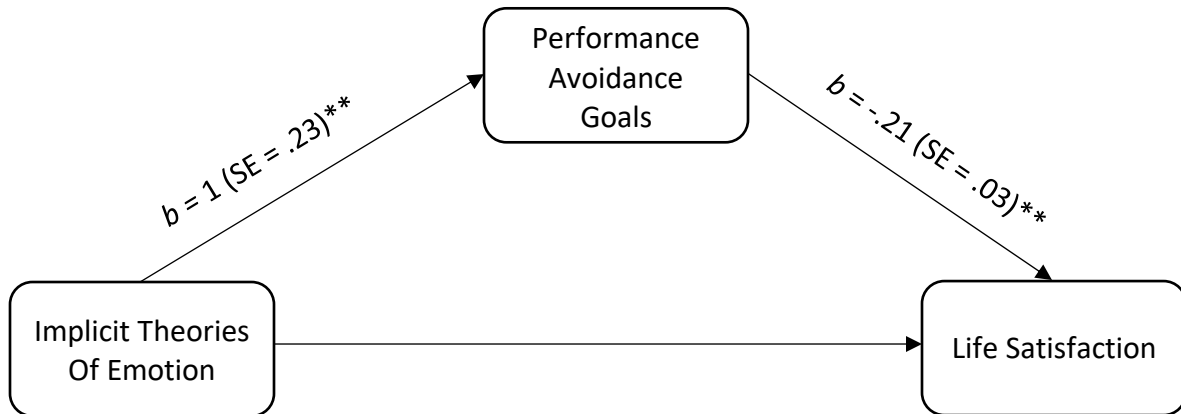 Performance
Avoidance
Goals
b = 1 (SE = .23)**
b = -.21 (SE = .03)**
Implicit Theories
Of Emotion
Life Satisfaction